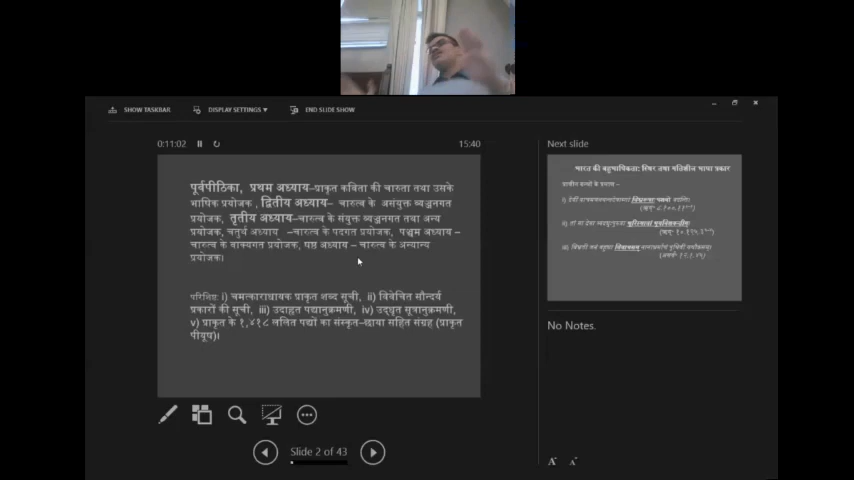 SHOW TASKBAR DISPLAY SETTINGS ▾ END SLIDE SHOW
0:11:02 15:40
पूर्वपीठिका, प्रथम अध्याय–प्राकृत कविता की चारुता तथा उसके
भाषिक प्रयोजक, द्वितीय अध्याय– चारुत्व के असंयुक्त व्यञ्जनगत
प्रयोजक, तृतीय अध्याय–चारुत्व के संयुक्त व्यञ्जनगत तथा अन्य
प्रयोजक, चतुर्थ अध्याय –चारुत्व के पदगत प्रयोजक, पञ्चम अध्याय –
चारुत्व के वाक्यगत प्रयोजक, षष्ठ अध्याय – चारुत्व के अन्यान्य
प्रयोजक।
परिशिष्ट i) चमत्काराधायक प्राकृत शब्द सूची, ii) विवेचित सौन्दर्य
प्रकारों की सूची, iii) उदाहृत पद्यानुक्रमणी, iv) उद्धृत सूत्रानुक्रमणी,
v) प्राकृत के १,४१८ ललित पद्यों का संस्कृत–छाया सहित संग्रह (प्राकृत
पीयूष)।
Slide 2 of 43
Next slide
भारत की बहुभाषिकता: स्थिर तथा गतिशील भाषा प्रकार
प्राचीन सन्दर्भों के प्रमाण –
No Notes.
A A